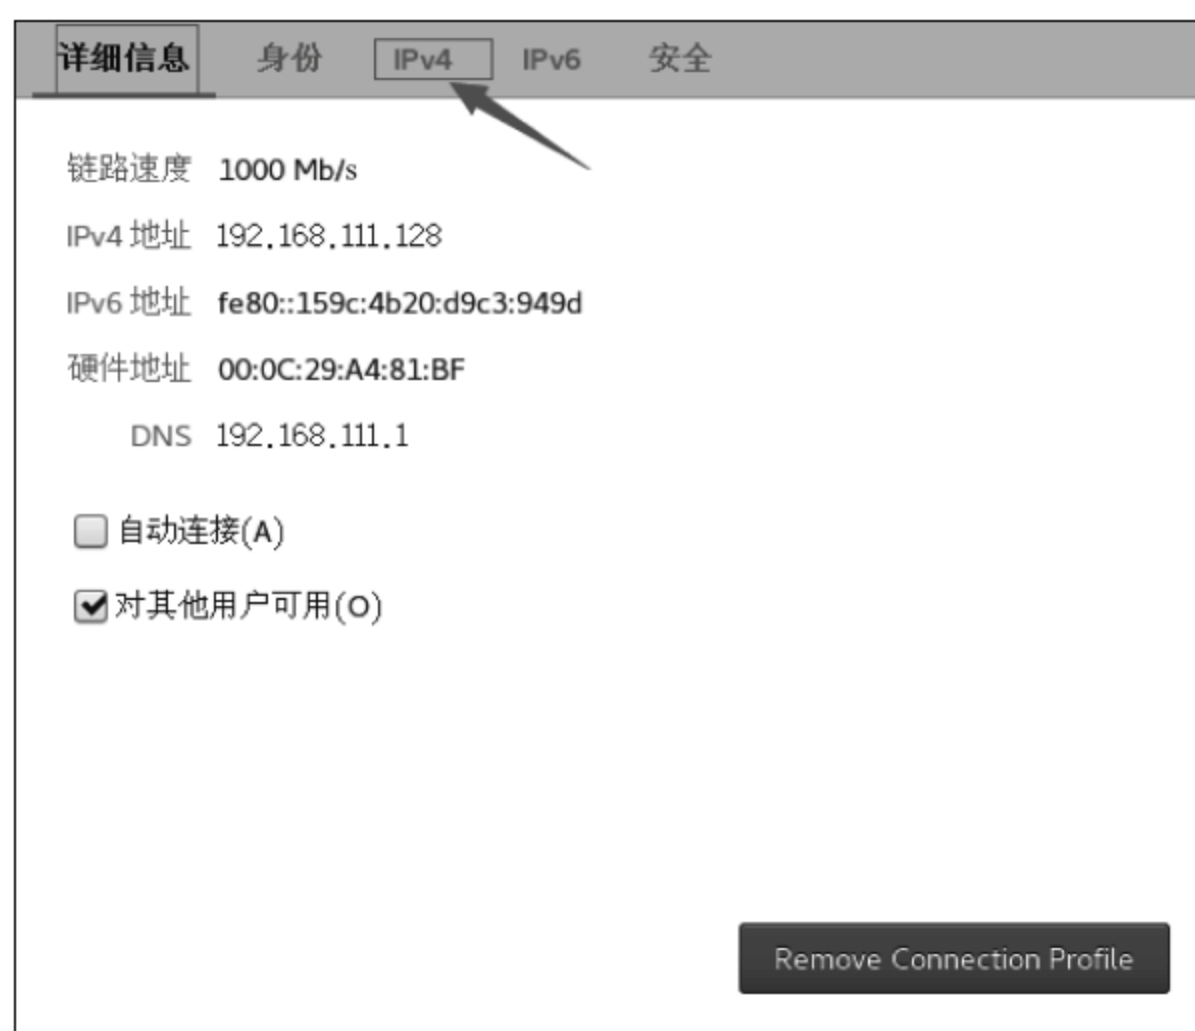 详细信息 身份 IPv4 IPv6 安全
链路速度 1000 Mb/s
IPv4 地址 192.168.111.128
IPv6 地址 fe80::159c:4b20:d9c3:949d
硬件地址 00:0C:29:A4:81:BF
DNS 192.168.111.1
自动连接(A)
对其他用户可用(O)
Remove Connection Profile